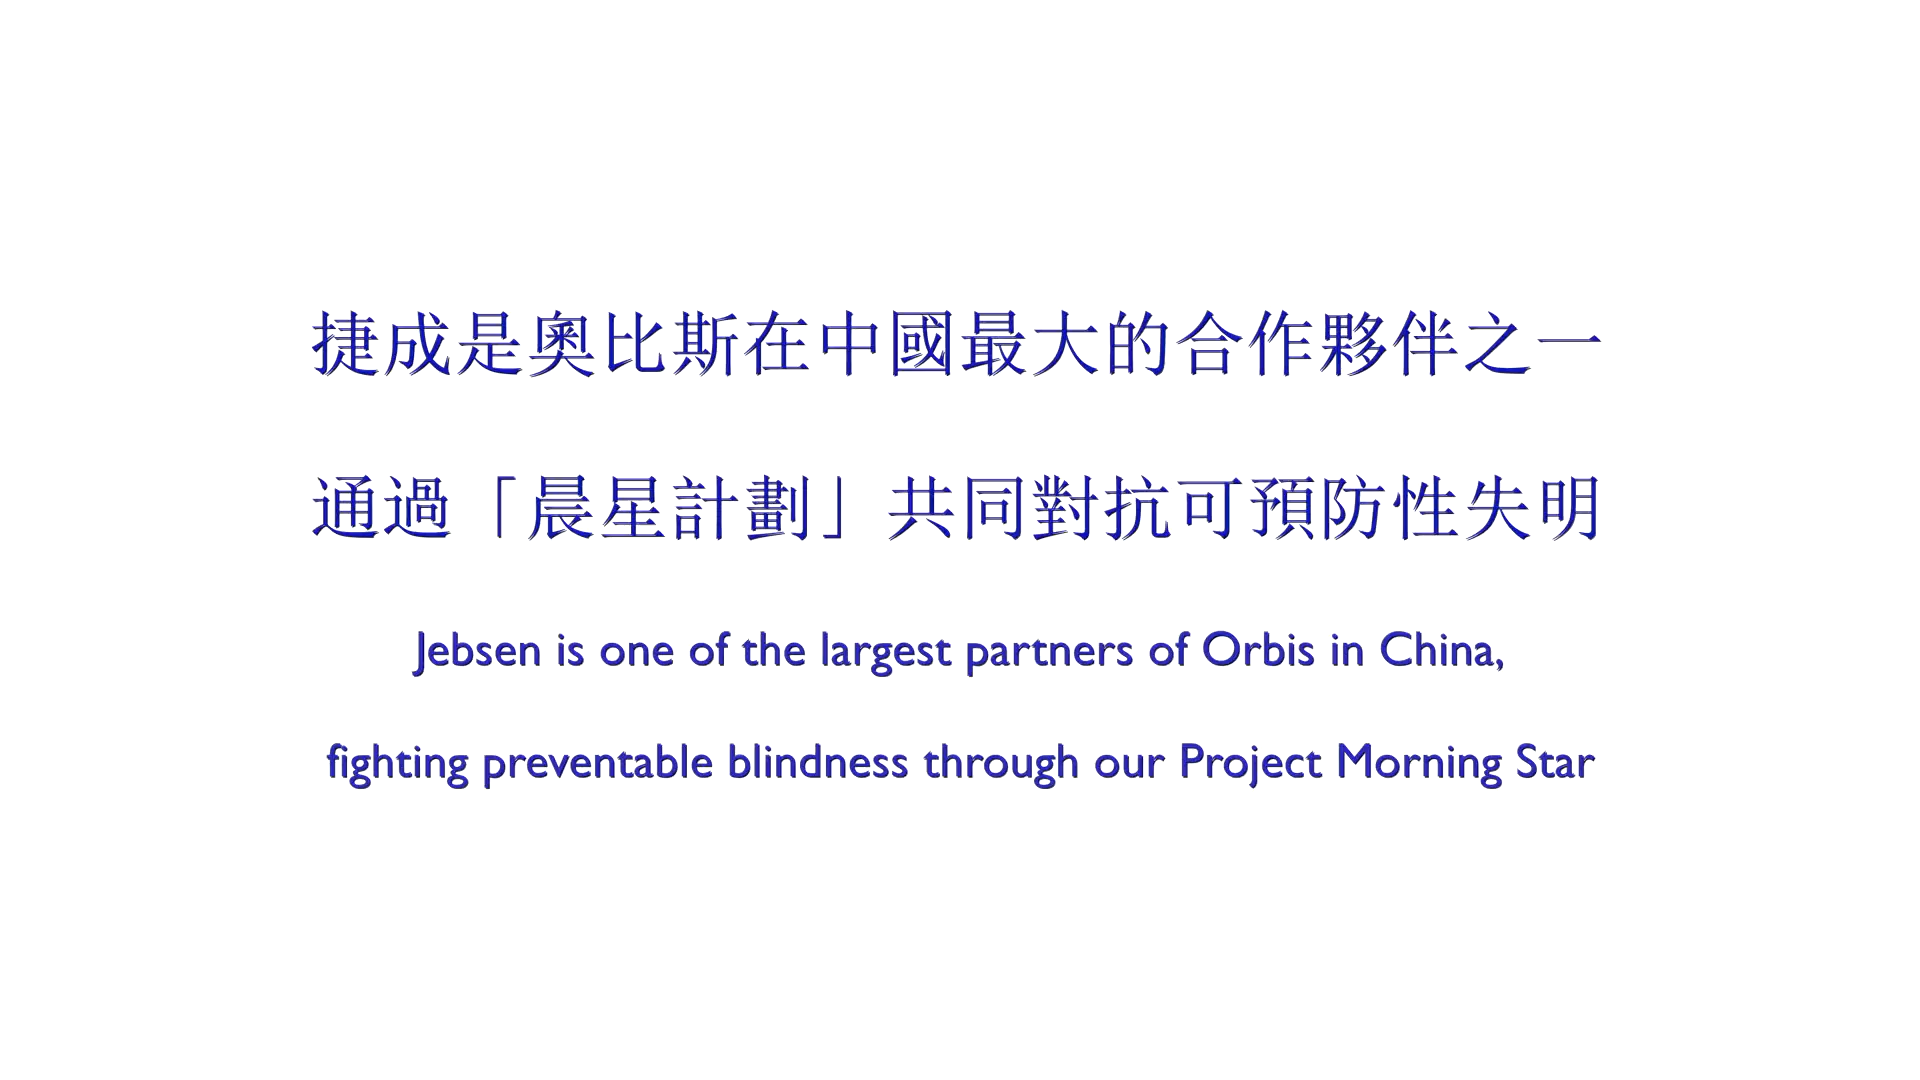 捷成是奧比斯在中國最大的合作夥伴之一
通過「晨星計劃」共同對抗可預防性失明
Jebsen is one of the largest partners of Orbis in China,
fighting preventable blindness through our Project Morning Star